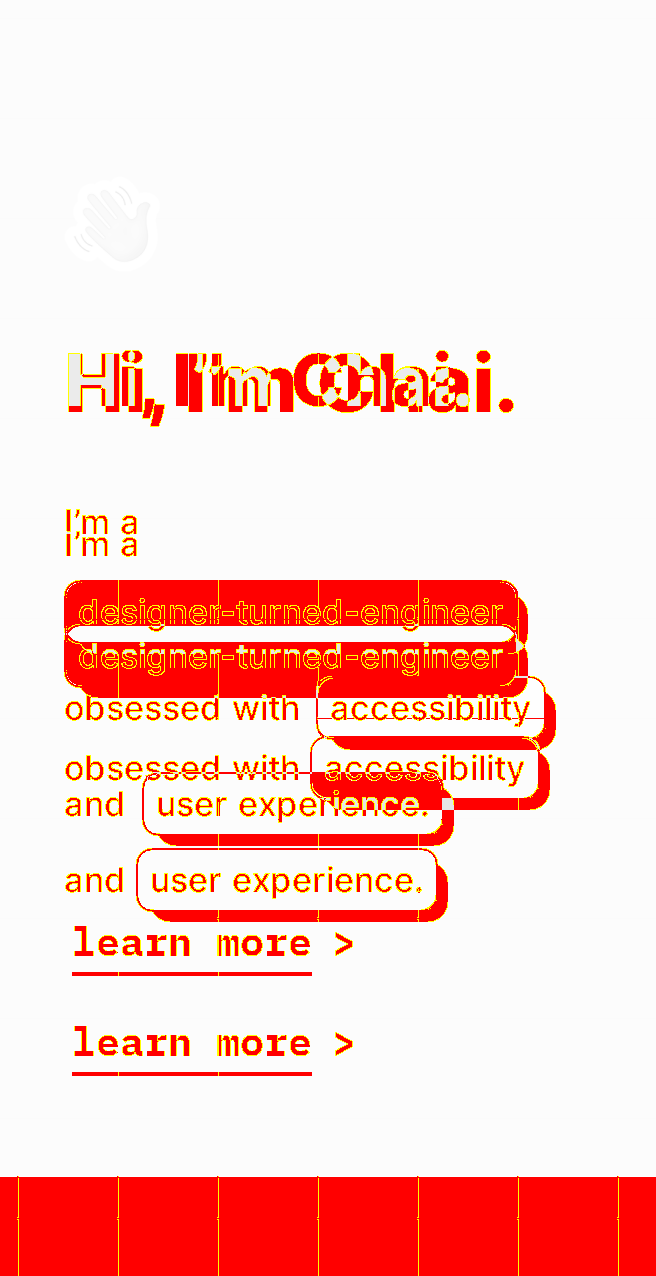 Hi, I'm
I'm a
I'm a
designer-turned-engineer
designer-turned-engineer
obsessed with accessibility
obsessed with accessibility
and user experience.
and user experience.
learn more >
learn more >